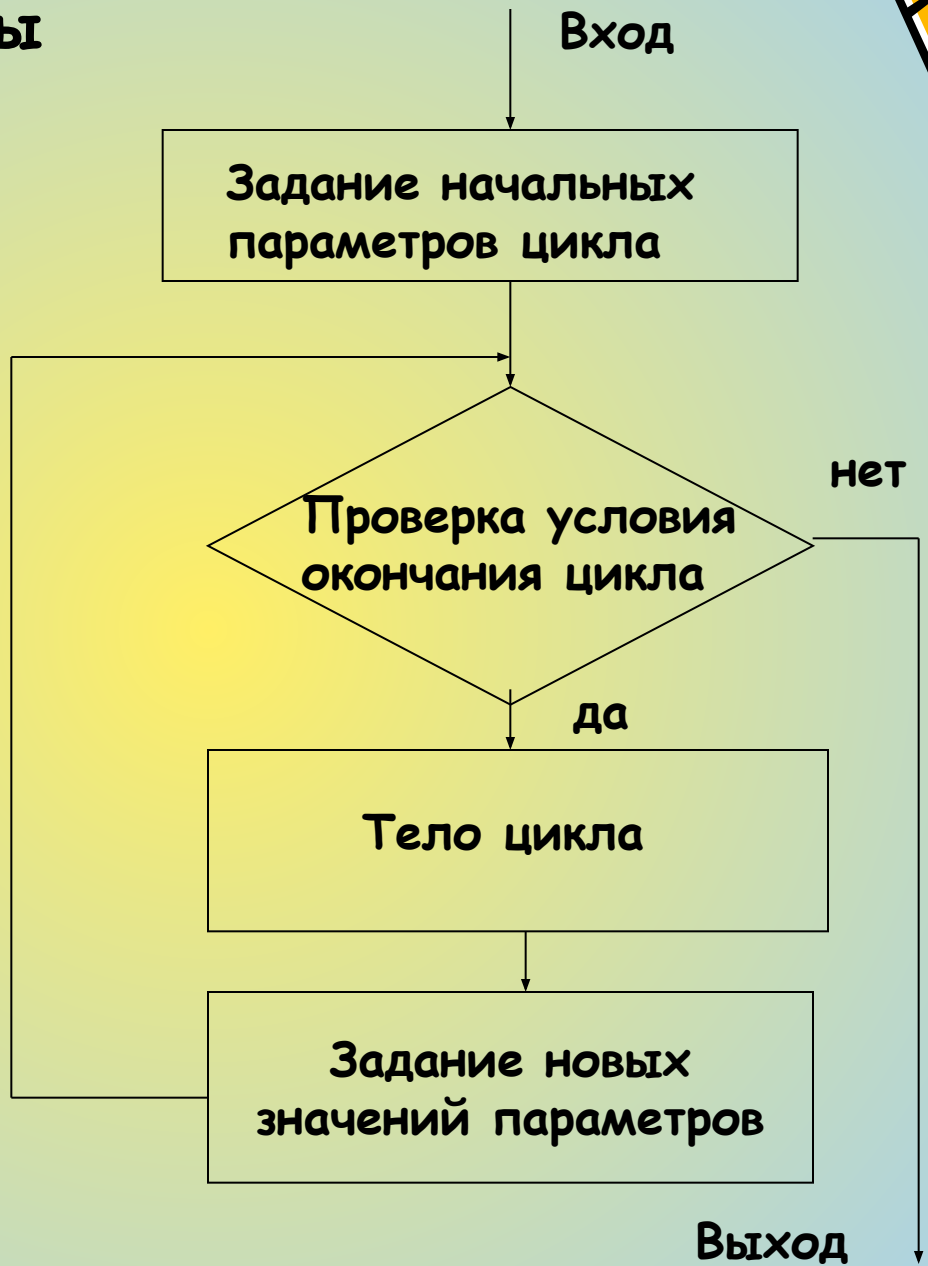 ы
Вход
Задание начальных
параметров цикла
нет
Проверка условия
окончания цикла
да
Тело цикла
Задание новых
значений параметров
Выход